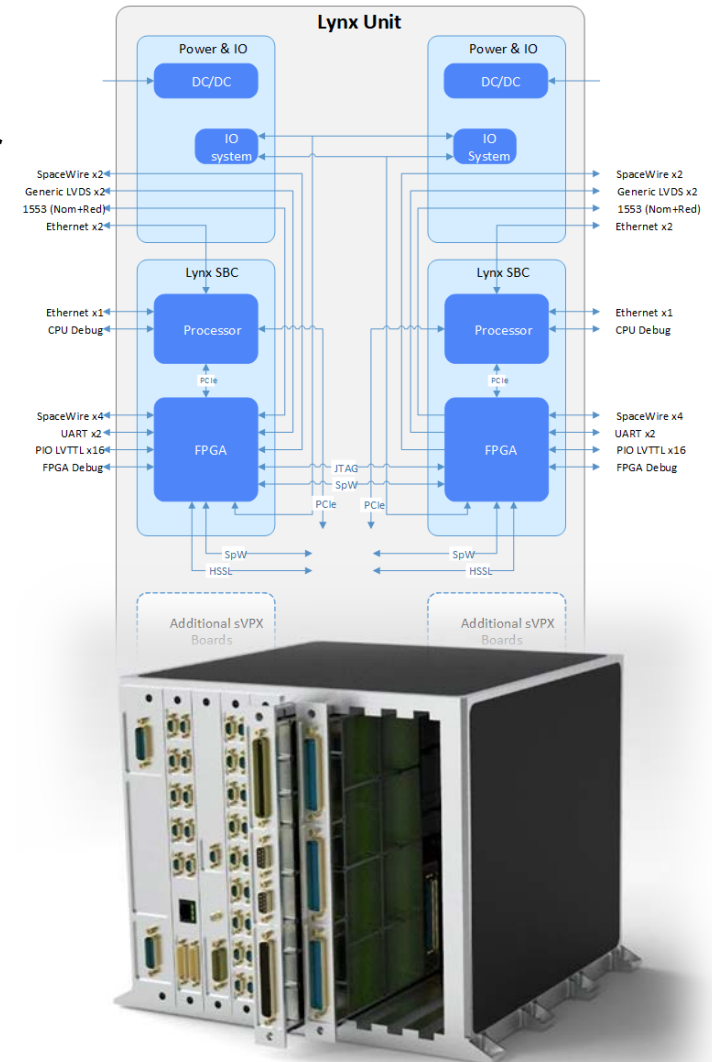 Lynx Unit
Power & IO
DC/DC
IO
system
SpaceWire x2
Generic LVDS x2
1553 (Nom+Red)
Ethernet x2
Lynx SBC
Processor
Ethernet x1
CPU Debug
PCIe
SpaceWire x4
UART x2
PIO LVTTL x16
FPGA Debug
FPGA
JTAG
SpW
PCIe
SpW
HSSL
Additional sVPX
Boards
Power & IO
DC/DC
IO
System
SpaceWire x2
Generic LVDS x2
1553 (Nom+Red)
Ethernet x2
Lynx SBC
Processor
Ethernet x1
CPU Debug
PCIe
SpaceWire x4
UART x2
PIO LVTTL x16
FPGA Debug
FPGA
PCIe
SpW
HSSL
Additional sVPX
Boards